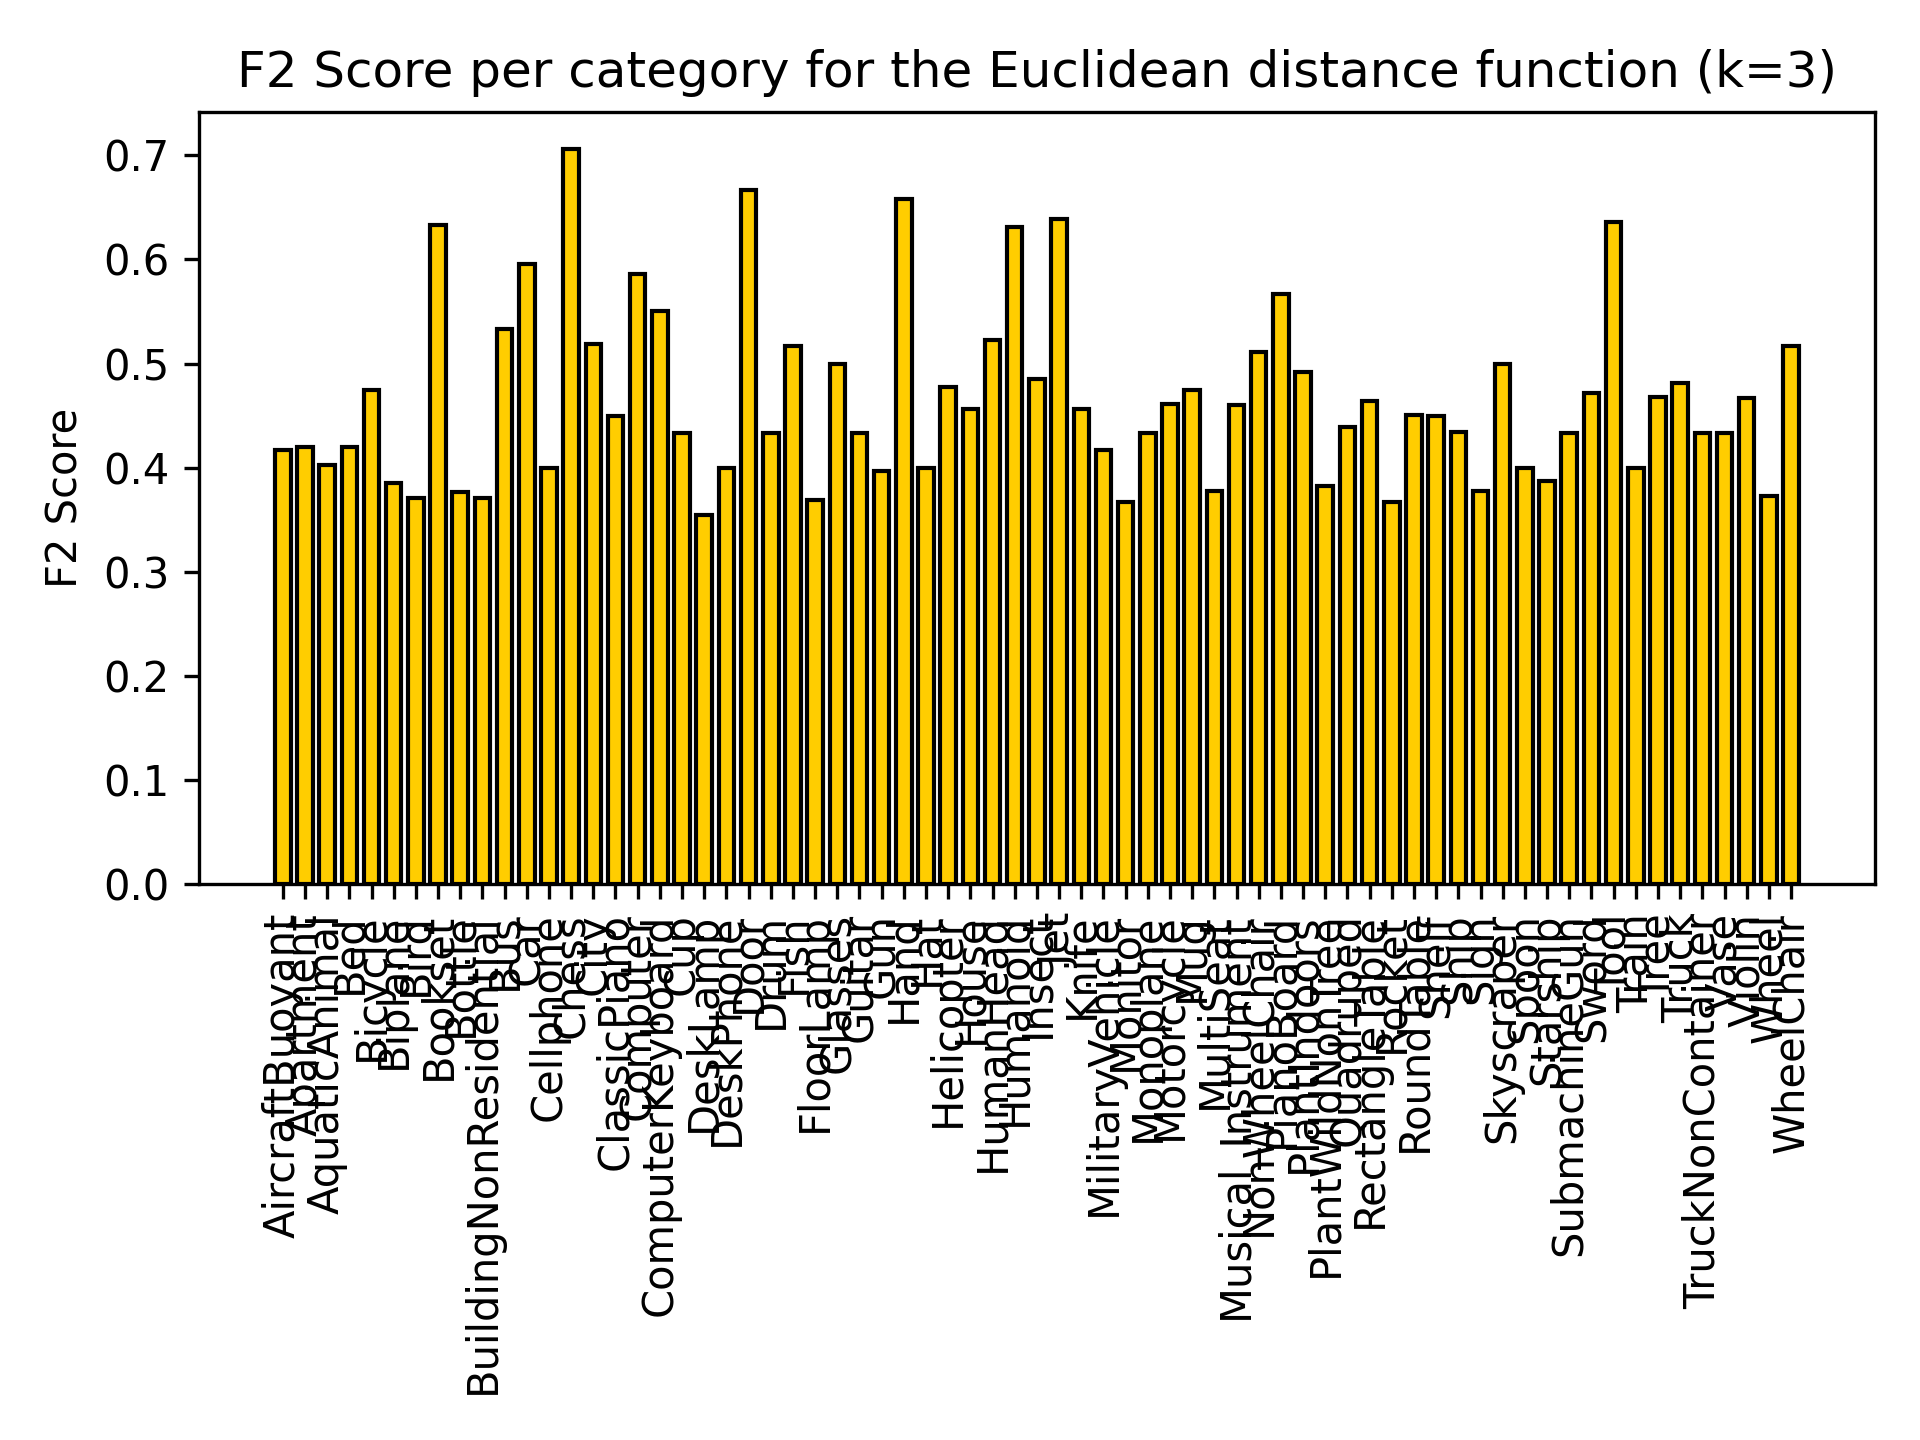 F2 Score per category for the Euclidean distance function (k=3)
F2 Score
0.7
0.6
0.5
0.4
0.3
0.2
0.1
0.0
AircraftBuoyant
Apartment
AquaticAnimal
Bed
Bicycle
Biplane
Bird
Bookset
Bottle
BuildingNonResidential
Bus
Car
Cellphone
Chess
City
ClassicPiano
Computer
ComputerKeyboard
Cup
DeskLamp
DeskPhone
Door
Drum
Fish
FloorLamp
Glasses
Guitar
Gun
Hand
Hat
Helicopter
House
HumanHead
Humanoid
Insect
Jet
Knife
MilitaryVehicle
Monitor
Monoplane
Motorcycle
Mug
MultiSeat
Musical_Instrument
NonWheelChair
PianoBoard
PlantIndoors
PlantWildNonTree
Quadruped
RectangleTable
Rocket
RoundTable
Shelf
Ship
Sign
Skyscraper
Spoon
Starship
SubmachineGun
Sword
Tool
Train
Tree
Truck
TruckNonContainer
Vase
Violin
Wheel
WheelChair